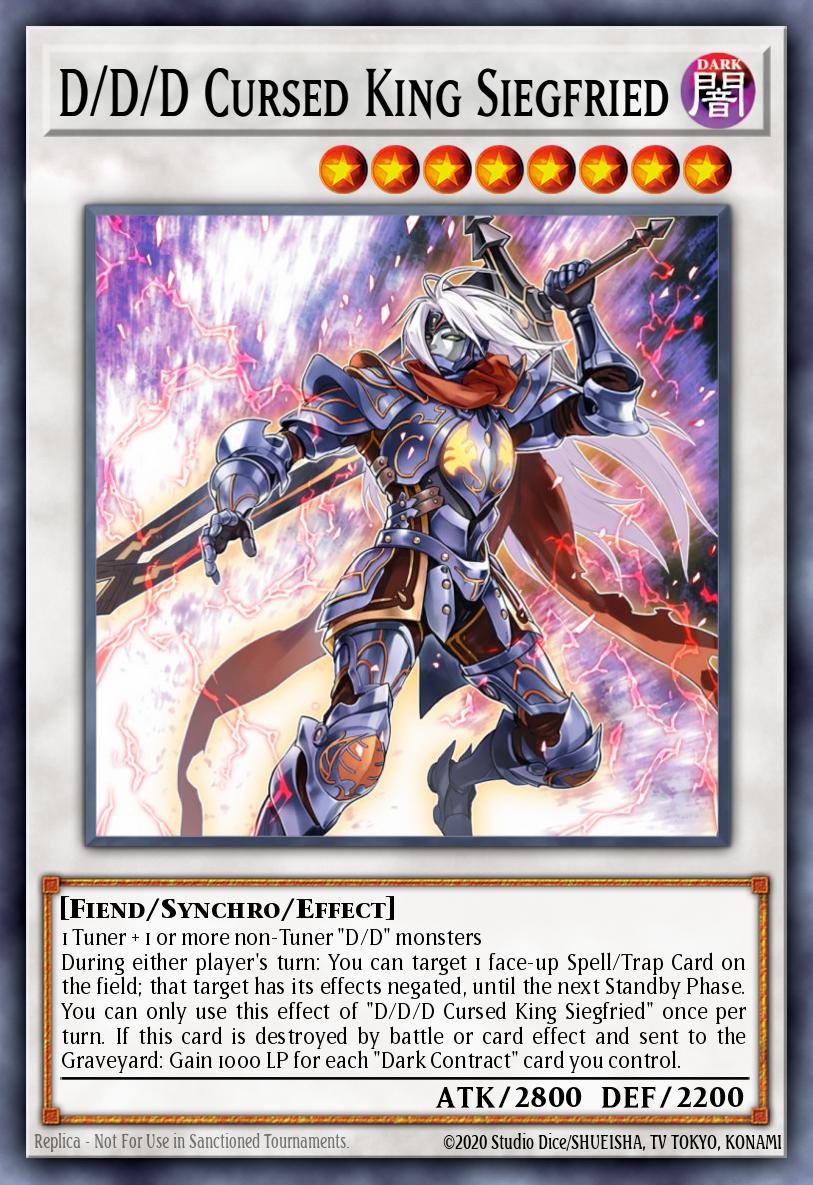 D/D/D Cursed King Siegfried
DARK
闇
[Fiend/Synchro/Effect]
1 Tuner + 1 or more non-Tuner "D/D" monsters
During either player's turn: You can target 1 face-up Spell/Trap Card on
the field; that target has its effects negated, until the next Standby Phase.
You can only use this effect of "D/D/D Cursed King Siegfried" once per
turn. If this card is destroyed by battle or card effect and sent to the
Graveyard: Gain 1000 LP for each "Dark Contract" card you control.
ATK/2800 DEF/2200
Replica - Not For Use in Sanctioned Tournaments.
©2020 Studio Dice/SHUEISHA, TV TOKYO, KONAMI